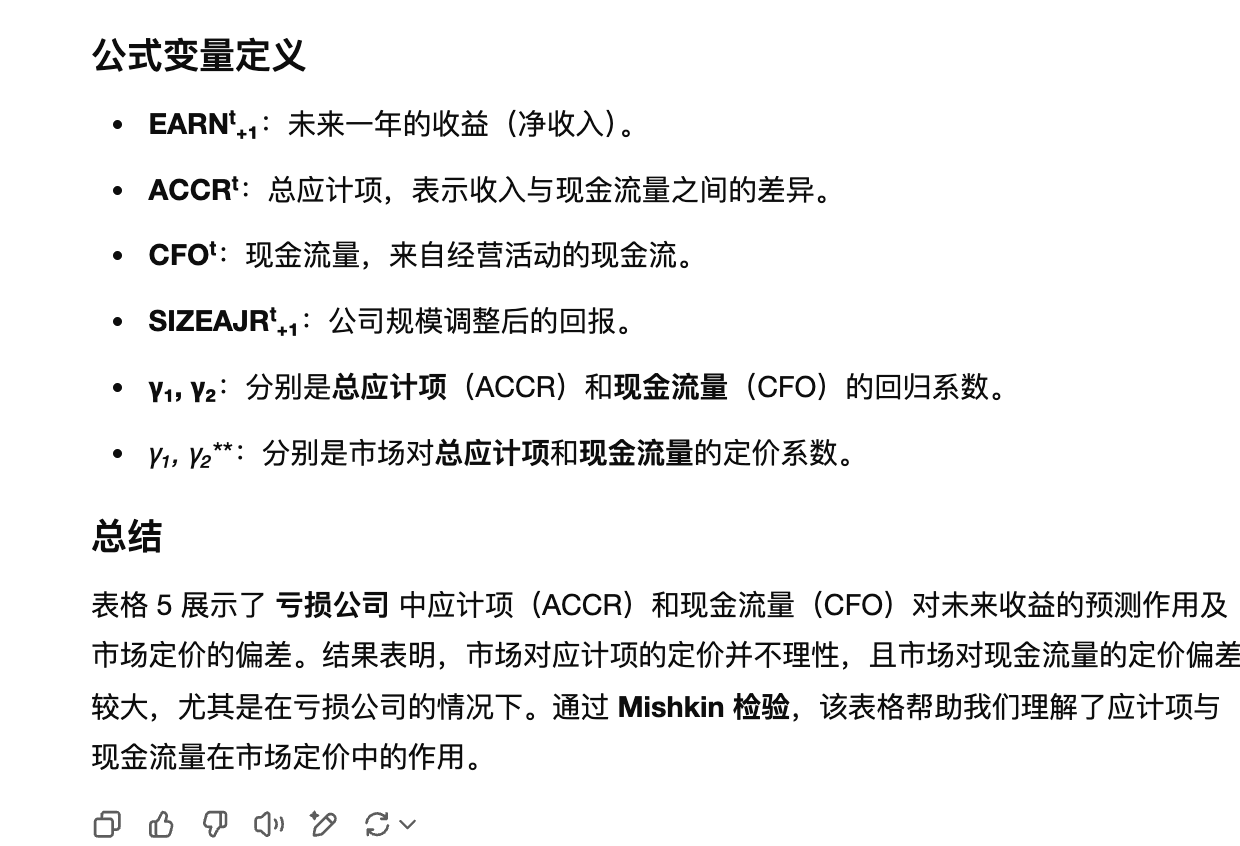 公式变量定义
• EARNᵗ₊₁：未来一年的收益（净收入）。
• ACCRᵗ：总应计项，表示收入与现金流量之间的差异。
• CFOᵗ：现金流量，来自经营活动的现金流。
• SIZEAJRᵗ₊₁：公司规模调整后的回报。
• γ₁, γ₂：分别是总应计项（ACCR）和现金流量（CFO）的回归系数。
• γ₁, γ₂**：分别是市场对总应计项和现金流量的定价系数。
总结
表格 5 展示了 亏损公司 中应计项（ACCR）和现金流量（CFO）对未来收益的预测作用及
市场定价的偏差。结果表明，市场对应计项的定价并不理性，且市场对现金流量的定价偏差
较大，尤其是在亏损公司的情况下。通过 Mishkin 检验，该表格帮助我们理解了应计项与
现金流量在市场定价中的作用。